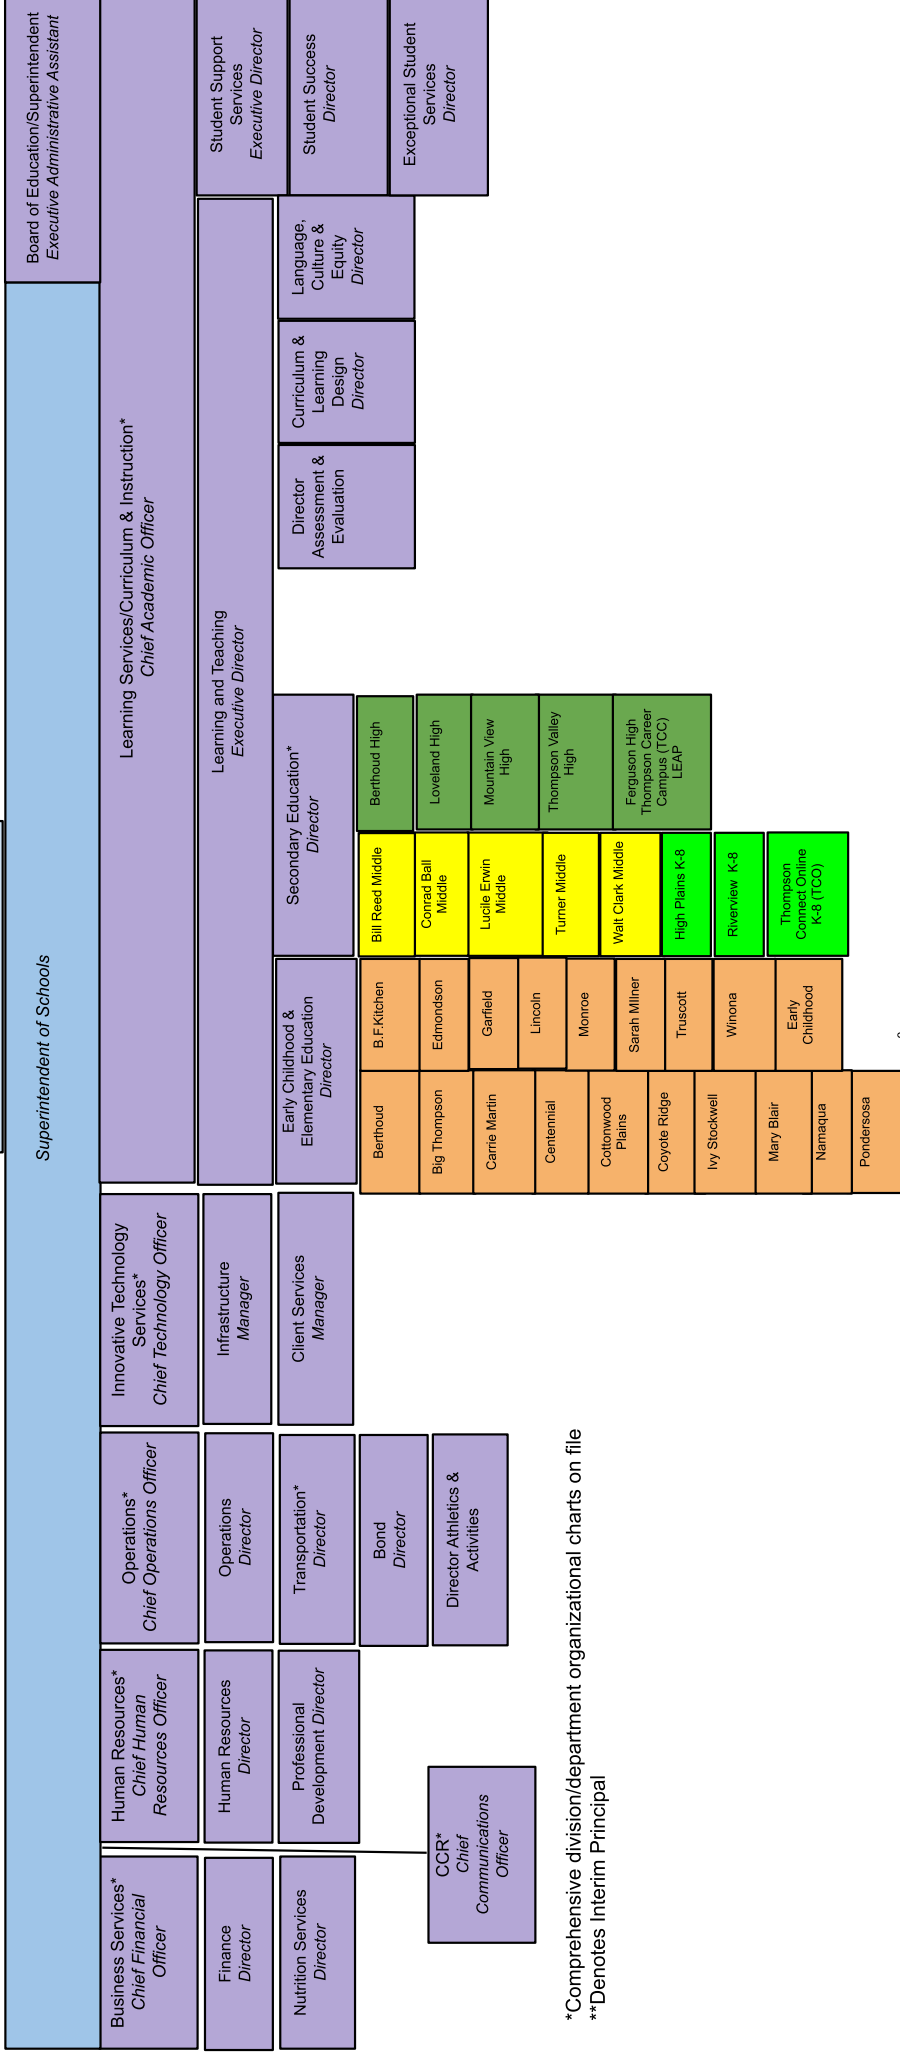 Superintendent of Schools
Board of Education/Superintendent
Executive Administrative Assistant
Business Services*
Chief Financial
Officer
Finance
Director
Nutrition Services
Director
CCR*
Chief
Communications
Officer
Human Resources*
Chief Human
Resources Officer
Human Resources
Director
Professional
Development Director
Operations*
Chief Operations Officer
Operations
Director
Transportation*
Director
Bond
Director
Director Athletics &
Activities
Innovative Technology
Services*
Chief Technology Officer
Infrastructure
Manager
Client Services
Manager
Learning Services/Curriculum & Instruction*
Chief Academic Officer
Learning and Teaching
Executive Director
Early Childhood &
Elementary Education
Director
Berthoud
Big Thompson
Carrie Martin
Centennial
Cottonwood
Plains
Coyote Ridge
Ivy Stockwell
Mary Blair
Namaqua
Pondersosa
B.F.Kitchen
Edmondson
Garfield
Lincoln
Monroe
Sarah MIlner
Truscott
Winona
Early
Childhood
Secondary Education*
Director
Bill Reed Middle
Conrad Ball
Middle
Lucile Erwin
Middle
Turner Middle
Walt Clark Middle
High Plains K-8
Riverview K-8
Thompson
Connect Online
K-8 (TCO)
Berthoud High
Loveland High
Mountain View
High
Thompson Valley
High
Ferguson High
Thompson Career
Campus (TCC)
LEAP
Director
Assessment &
Evaluation
Curriculum &
Learning
Design
Director
Language,
Culture &
Equity
Director
Student Support
Services
Executive Director
Student Success
Director
Exceptional Student
Services
Director
*Comprehensive division/department organizational charts on file
**Denotes Interim Principal